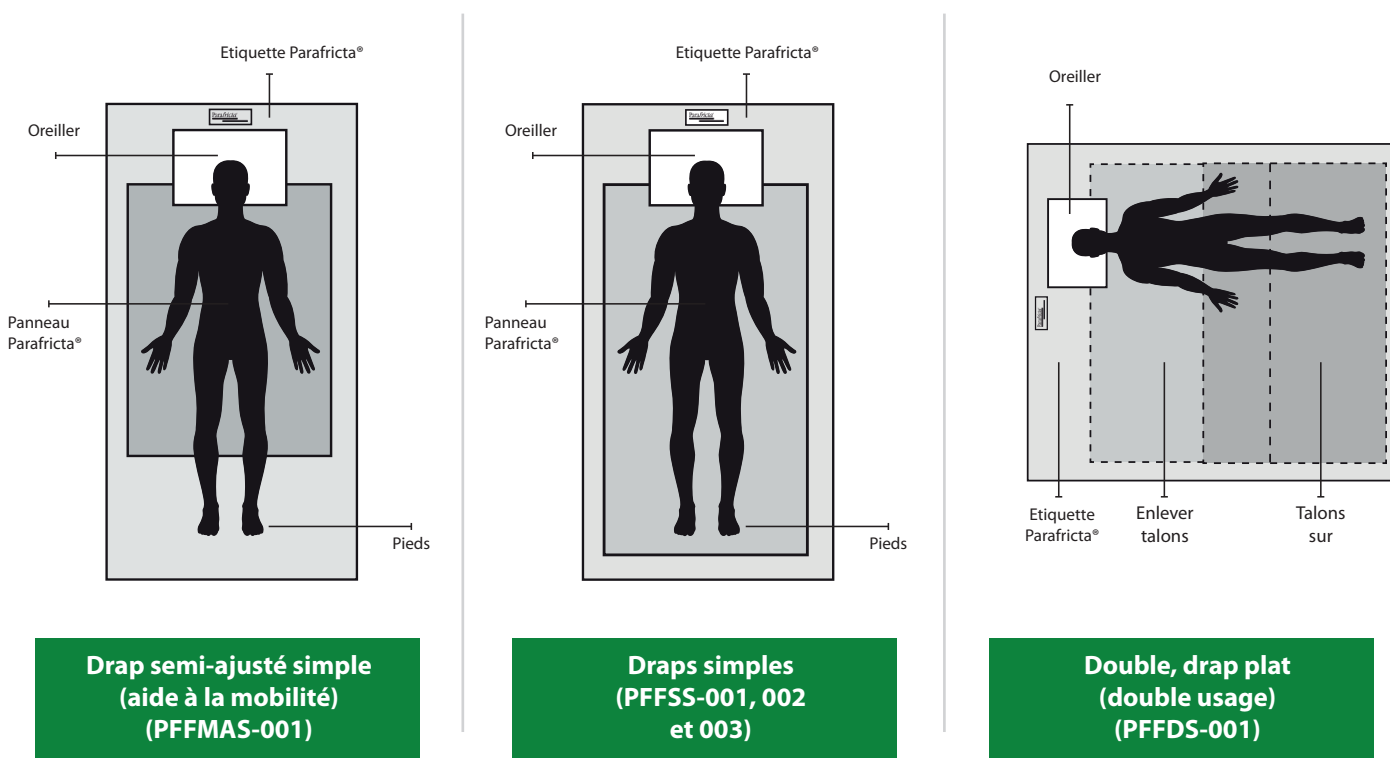 Etiquette Parafricta®
Parafricta®
Oreiller
Panneau
Parafricta®
Pieds
Drap semi-ajusté simple
(aide à la mobilité)
(PFFMAS-001)
Etiquette Parafricta®
Parafricta®
Oreiller
Panneau
Parafricta®
Pieds
Draps simples
(PFFSS-001, 002
et 003)
Oreiller
Etiquette
Parafricta®
Enlever
talons
Talons
sur
Double, drap plat
(double usage)
(PFFDS-001)